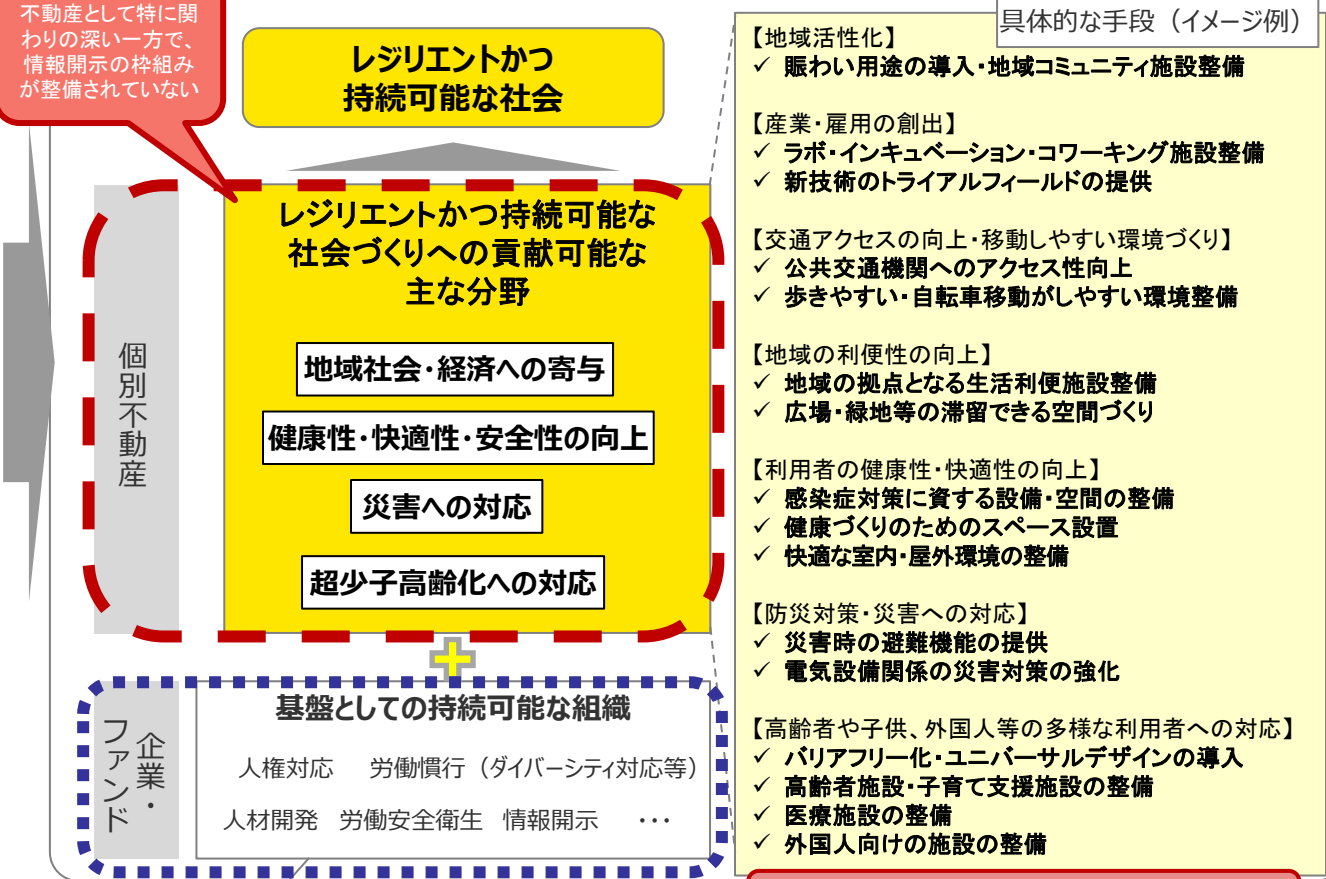 不動産として特に関
わりの深い一方で、
情報開示の枠組み
が整備されていない
レジリエントかつ
持続可能な社会
個別不動産
レジリエントかつ持続可能な
社会づくりへの貢献可能な
主な分野
地域社会・経済への寄与
健康性・快適性・安全性の向上
災害への対応
超少子高齢化への対応
企業・
ファンド
基盤としての持続可能な組織
人権対応 労働慣行（ダイバーシティ対応等）
人材開発 労働安全衛生 情報開示 ･･･
具体的な手段（イメージ例）
【地域活性化】
✓ 賑わい用途の導入・地域コミュニティ施設整備
【産業・雇用の創出】
✓ ラボ・インキュベーション・コワーキング施設整備
✓ 新技術のトライアルフィールドの提供
【交通アクセスの向上・移動しやすい環境づくり】
✓ 公共交通機関へのアクセス性向上
✓ 歩きやすい・自転車移動がしやすい環境整備
【地域の利便性の向上】
✓ 地域の拠点となる生活利便施設整備
✓ 広場・緑地等の滞留できる空間づくり
【利用者の健康性・快適性の向上】
✓ 感染症対策に資する設備・空間の整備
✓ 健康づくりのためのスペース設置
✓ 快適な室内・屋外環境の整備
【防災対策・災害への対応】
✓ 災害時の避難機能の提供
✓ 電気設備関係の災害対策の強化
【高齢者や子供、外国人等の多様な利用者への対応】
✓ バリアフリー化・ユニバーサルデザインの導入
✓ 高齢者施設・子育て支援施設の整備
✓ 医療施設の整備
✓ 外国人向けの施設の整備